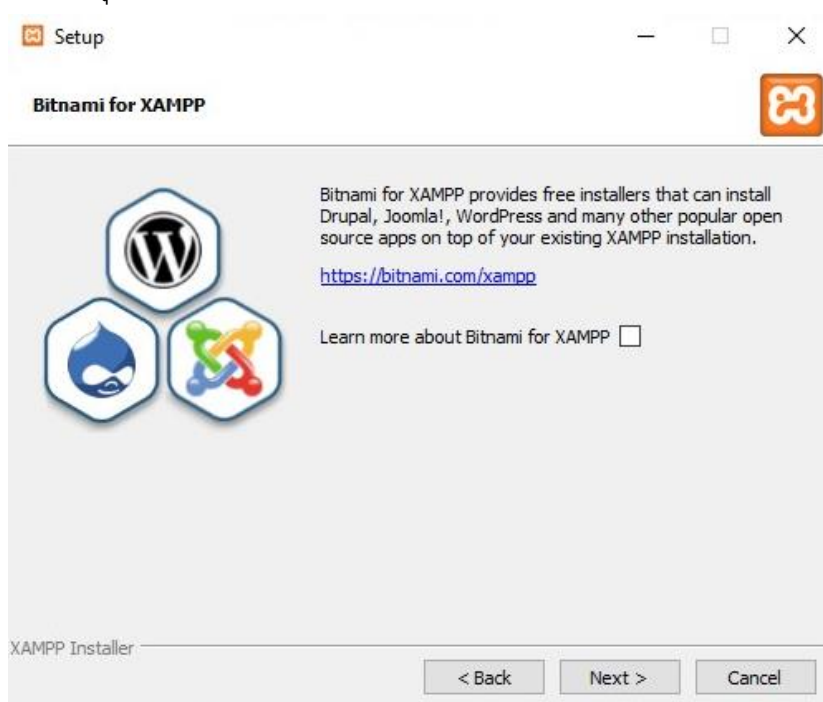 Setup
Bitnami for XAMPP
Bitnami for XAMPP provides free installers that can install
Drupal, Joomla!, WordPress and many other popular open
source apps on top of your existing XAMPP installation.
https://bitnami.com/xampp
Learn more about Bitnami for XAMPP
XAMPP Installer
< Back
Next >
Cancel